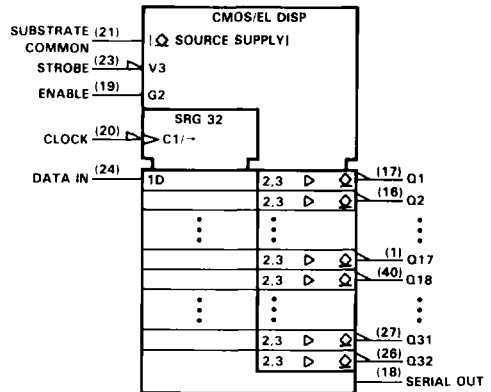 CMOS/EL DISP
SUBSTRATE COMMON (21)
[◇ SOURCE SUPPLY]
STROBE (23) V3
ENABLE (19) G2
SRG 32
CLOCK (20) C1/→
DATA IN (24) 1D
2,3 ▷ ◇ (17) Q1
2,3 ▷ ◇ (16) Q2
2,3 ▷ ◇ (1) Q17
2,3 ▷ ◇ (40) Q18
2,3 ▷ ◇ (27) Q31
2,3 ▷ ◇ (26) Q32
(18) SERIAL OUT